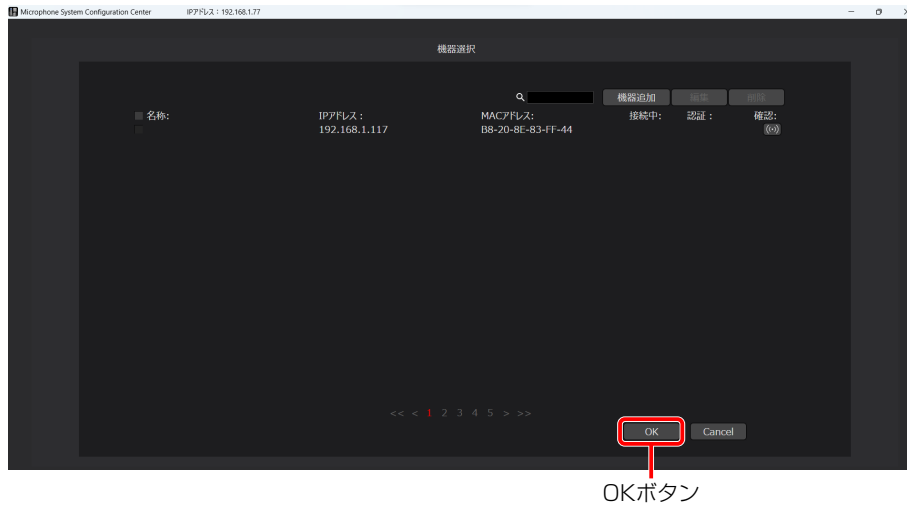 Microphone System Configuration Center IPアドレス：192.168.1.77
機器選択
機器追加 編集 削除
名称: IPアドレス： MACアドレス: 接続中: 認証： 確認:
192.168.1.117 B8-20-8E-83-FF-44
<< < 1 2 3 4 5 > >>
OK Cancel
OKボタン